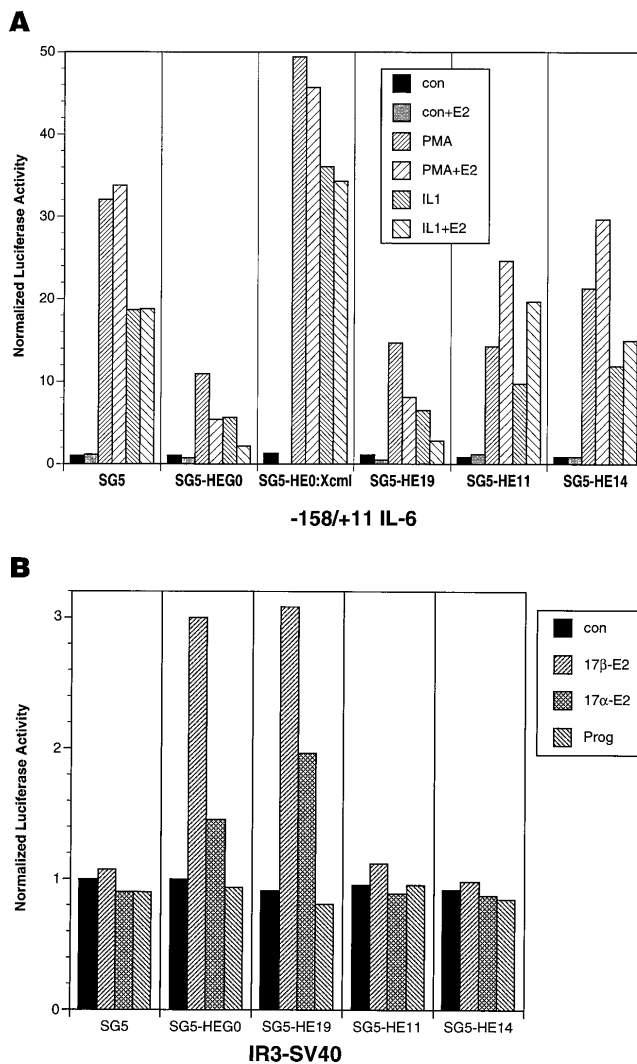 A
Normalized Luciferase Activity
50
40
30
20
10
0
con
con+E2
PMA
PMA+E2
IL1
IL1+E2
SG5
SG5-HEG0
SG5-HE0:XcmI
SG5-HE19
SG5-HE11
SG5-HE14
-158/+11 IL-6
B
Normalized Luciferase Activity
3
2
1
0
con
17β-E2
17α-E2
Prog
SG5
SG5-HEG0
SG5-HE19
SG5-HE11
SG5-HE14
IR3-SV40